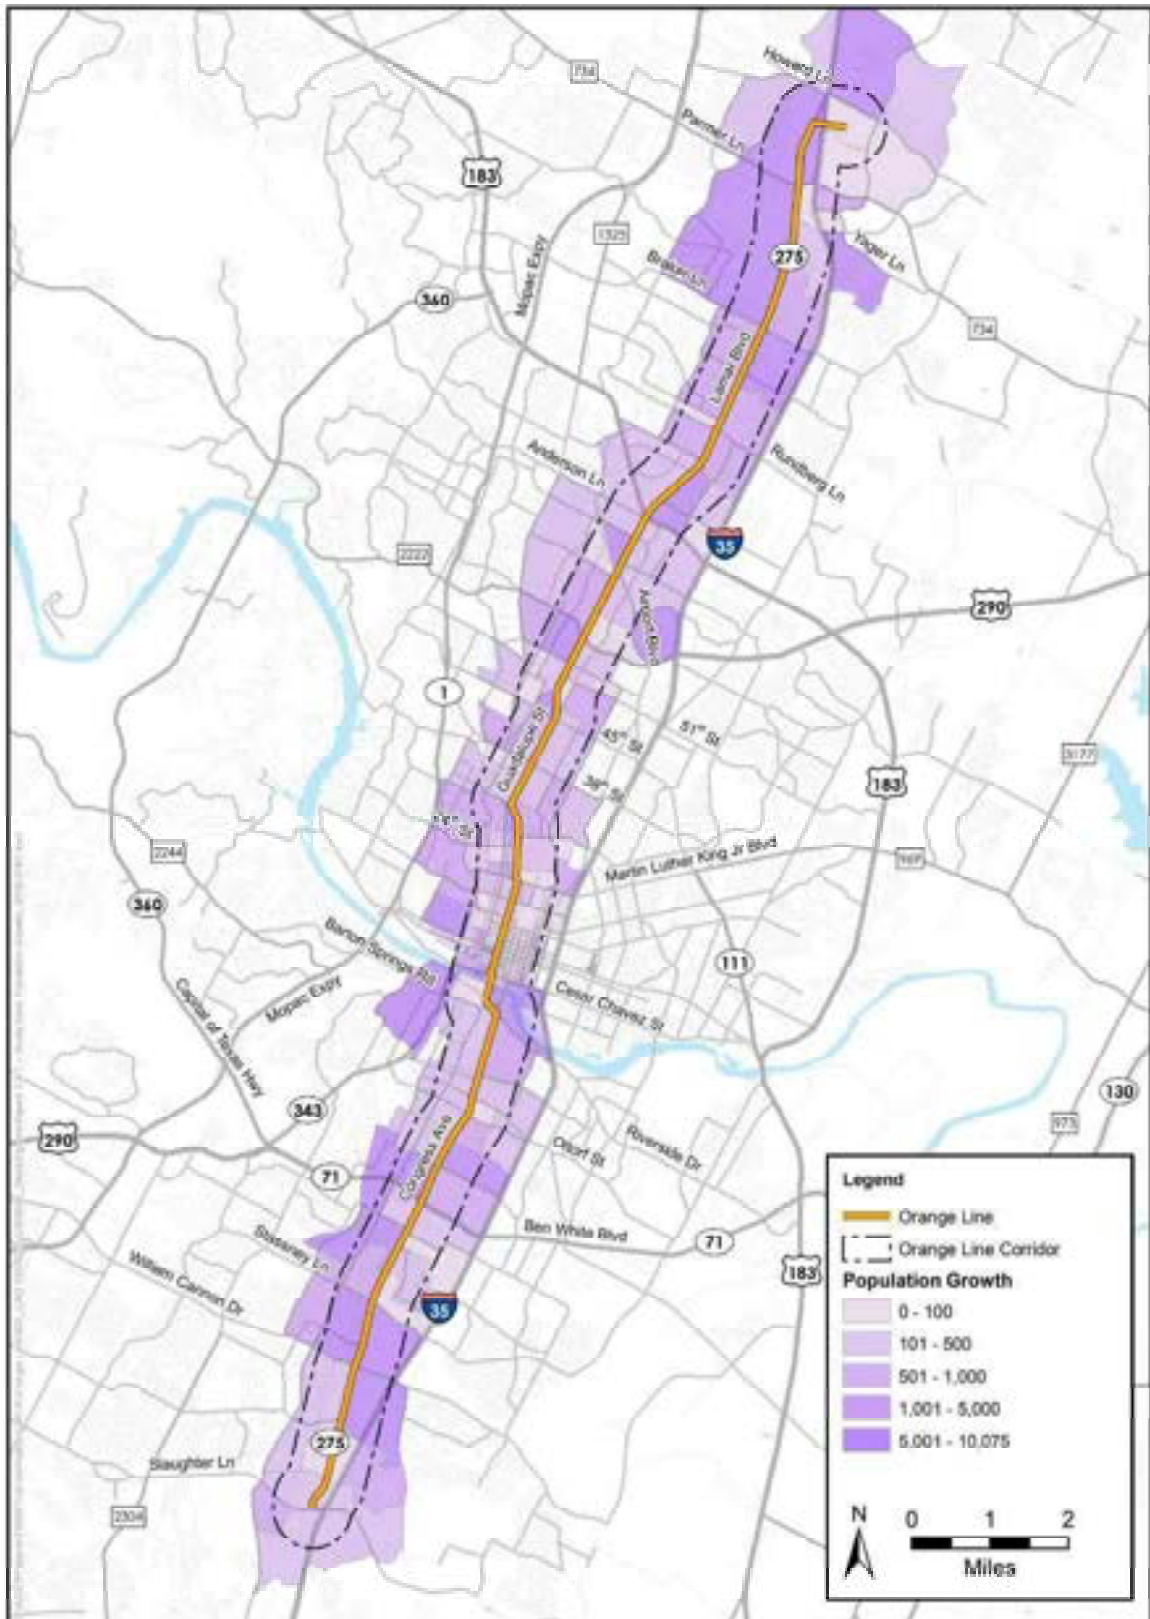 Howard Ln
734
Parmer Ln
183
1325
Mopac Expy
Yager Ln
275
Braker Ln
360
734
Lamar Blvd
Anderson Ln
Rundberg Ln
35
2222
290
Airport Blvd
1
Guadalupe St
45th St
51st St
3177
38th St
183
2244
Martin Luther King Jr Blvd
969
360
Barton Springs Rd
111
Mopac Expy
Cesar Chavez St
Capital of Texas Hwy
343
130
290
973
Congress Ave
Oltorf St
Riverside Dr
71
Ben White Blvd
71
Stassney Ln
183
William Cannon Dr
35
275
Slaughter Ln
2304
Legend
Orange Line
Orange Line Corridor
Population Growth
0 - 100
101 - 500
501 - 1,000
1,001 - 5,000
5,001 - 10,075
N
0 1 2
Miles